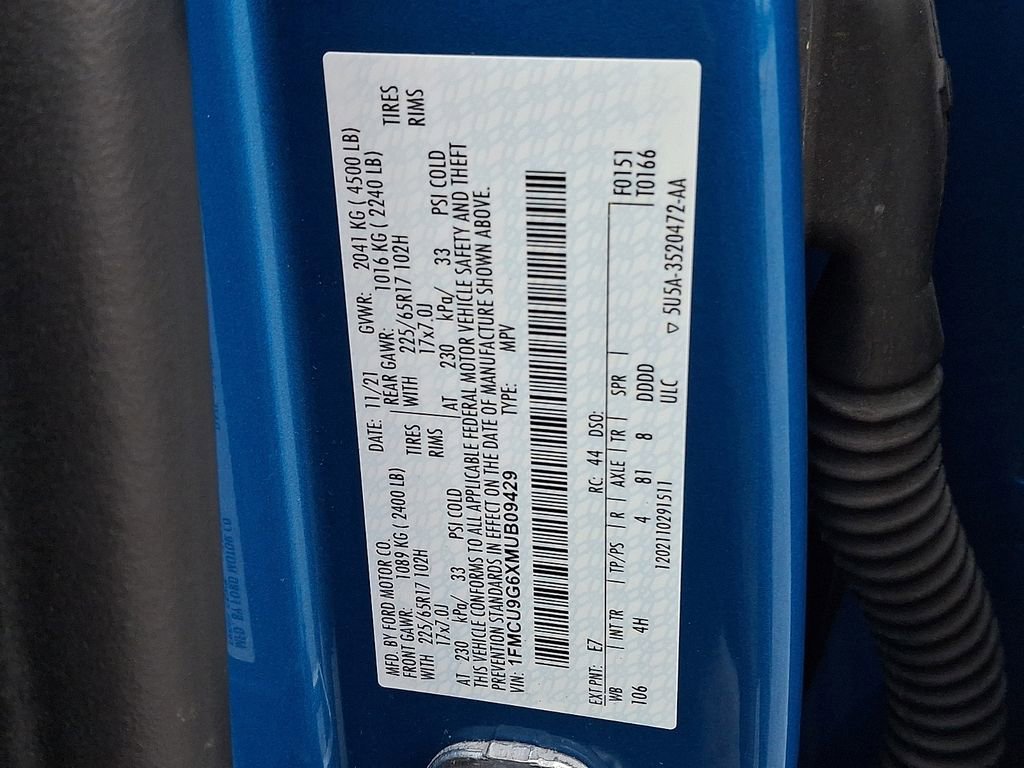 MFD. BY FORD MOTOR CO.
DATE: 11/21 GVWR: 2041 KG ( 4500 LB)
FRONT GAWR: 1089 KG ( 2400 LB) REAR GAWR: 1016 KG ( 2240 LB)
WITH 225/65R17 102H TIRES WITH 225/65R17 102H TIRES
17x7.0J RIMS 17x7.0J RIMS
AT 230 kPa/ 33 PSI COLD AT 230 kPa/ 33 PSI COLD
THIS VEHICLE CONFORMS TO ALL APPLICABLE FEDERAL MOTOR VEHICLE SAFETY AND THEFT
PREVENTION STANDARDS IN EFFECT ON THE DATE OF MANUFACTURE SHOWN ABOVE.
VIN: 1FMCU9G6XMUB09429 TYPE: MPV
EXT PNT: E7 RC: 44 DSO:
WB INT TR TP/PS R AXLE TR SPR F0151
106 4H 4 81 8 DDDD T0166
1202110291511 ULC
▽ 5U5A-3520472-AA